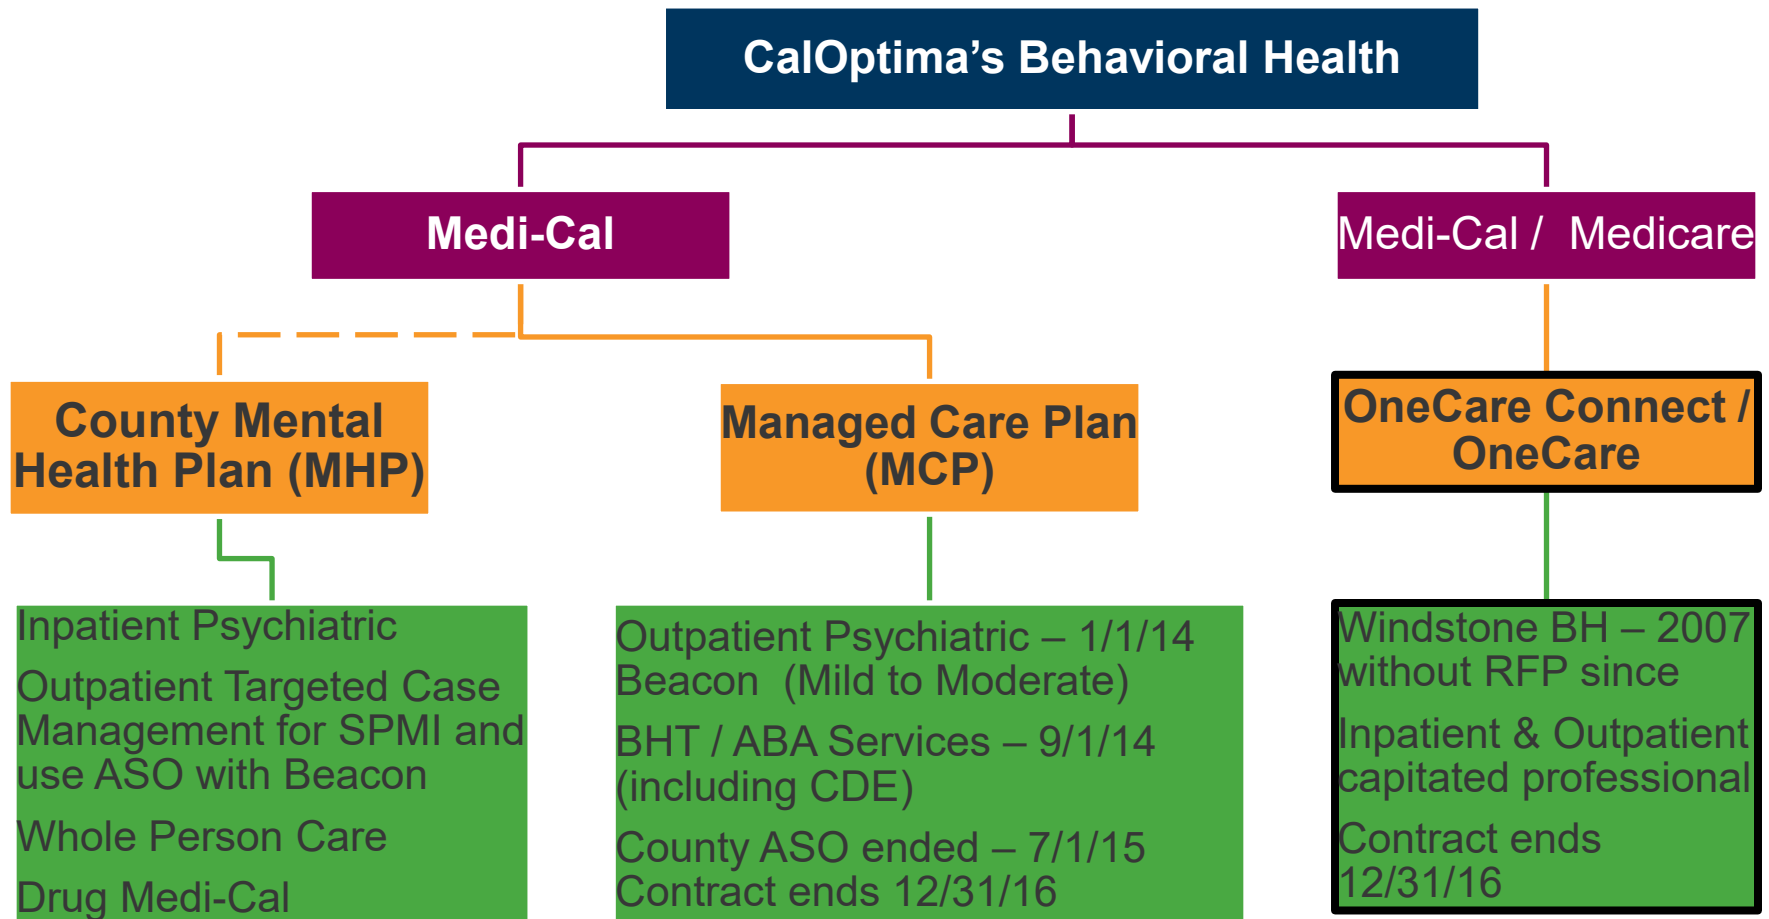 CalOptima’s Behavioral Health
Medi-Cal
Medi-Cal /  Medicare
County Mental
Health Plan (MHP)
Managed Care Plan
(MCP)
OneCare Connect /
OneCare
Inpatient Psychiatric
Outpatient Targeted Case
Management for SPMI and
use ASO with Beacon
Whole Person Care
Drug Medi-Cal
Outpatient Psychiatric – 1/1/14
Beacon  (Mild to Moderate)
BHT / ABA Services – 9/1/14
(including CDE)
County ASO ended – 7/1/15
Contract ends 12/31/16
Windstone BH – 2007
without RFP since
Inpatient & Outpatient
capitated professional
Contract ends
12/31/16